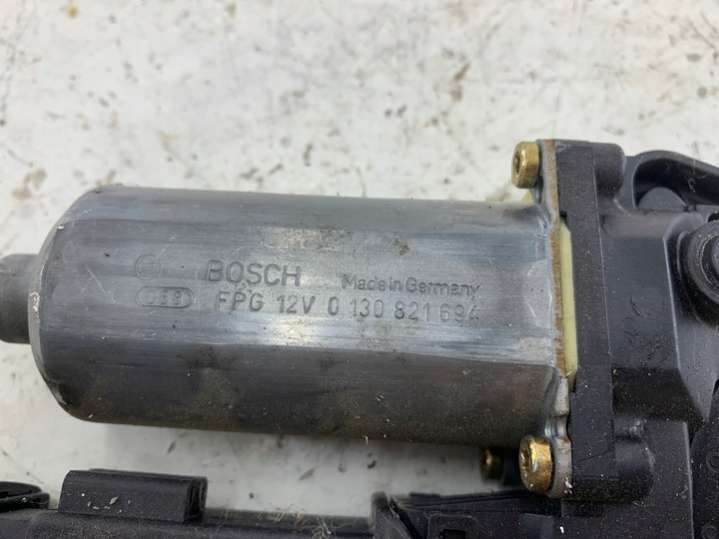 BOSCH Made in Germany
FPG 12V 0 130 821 694